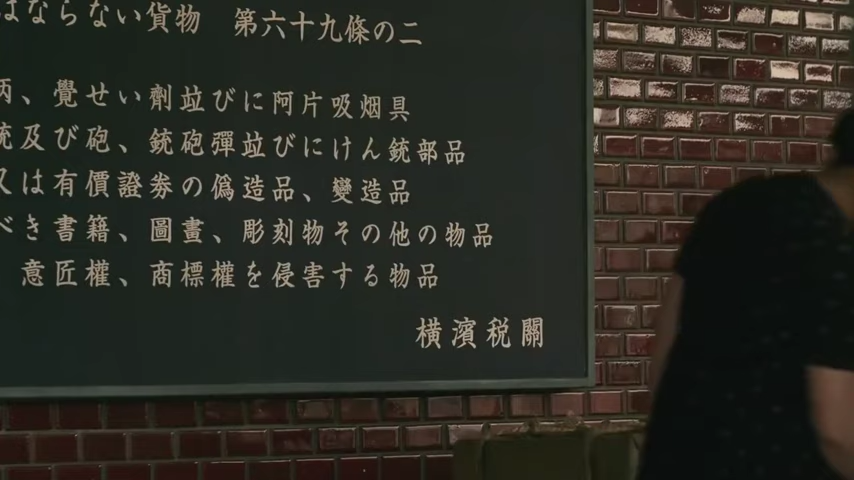 はならない貨物 第六十九條の二
、覺せい劑竝びに阿片吸烟具
及び砲、銃砲彈竝びにけん銃部品
又は有價證券の僞造品、變造品
べき書籍、圖畫、彫刻物その他の物品
意匠權、商標權を侵害する物品
横濱税關